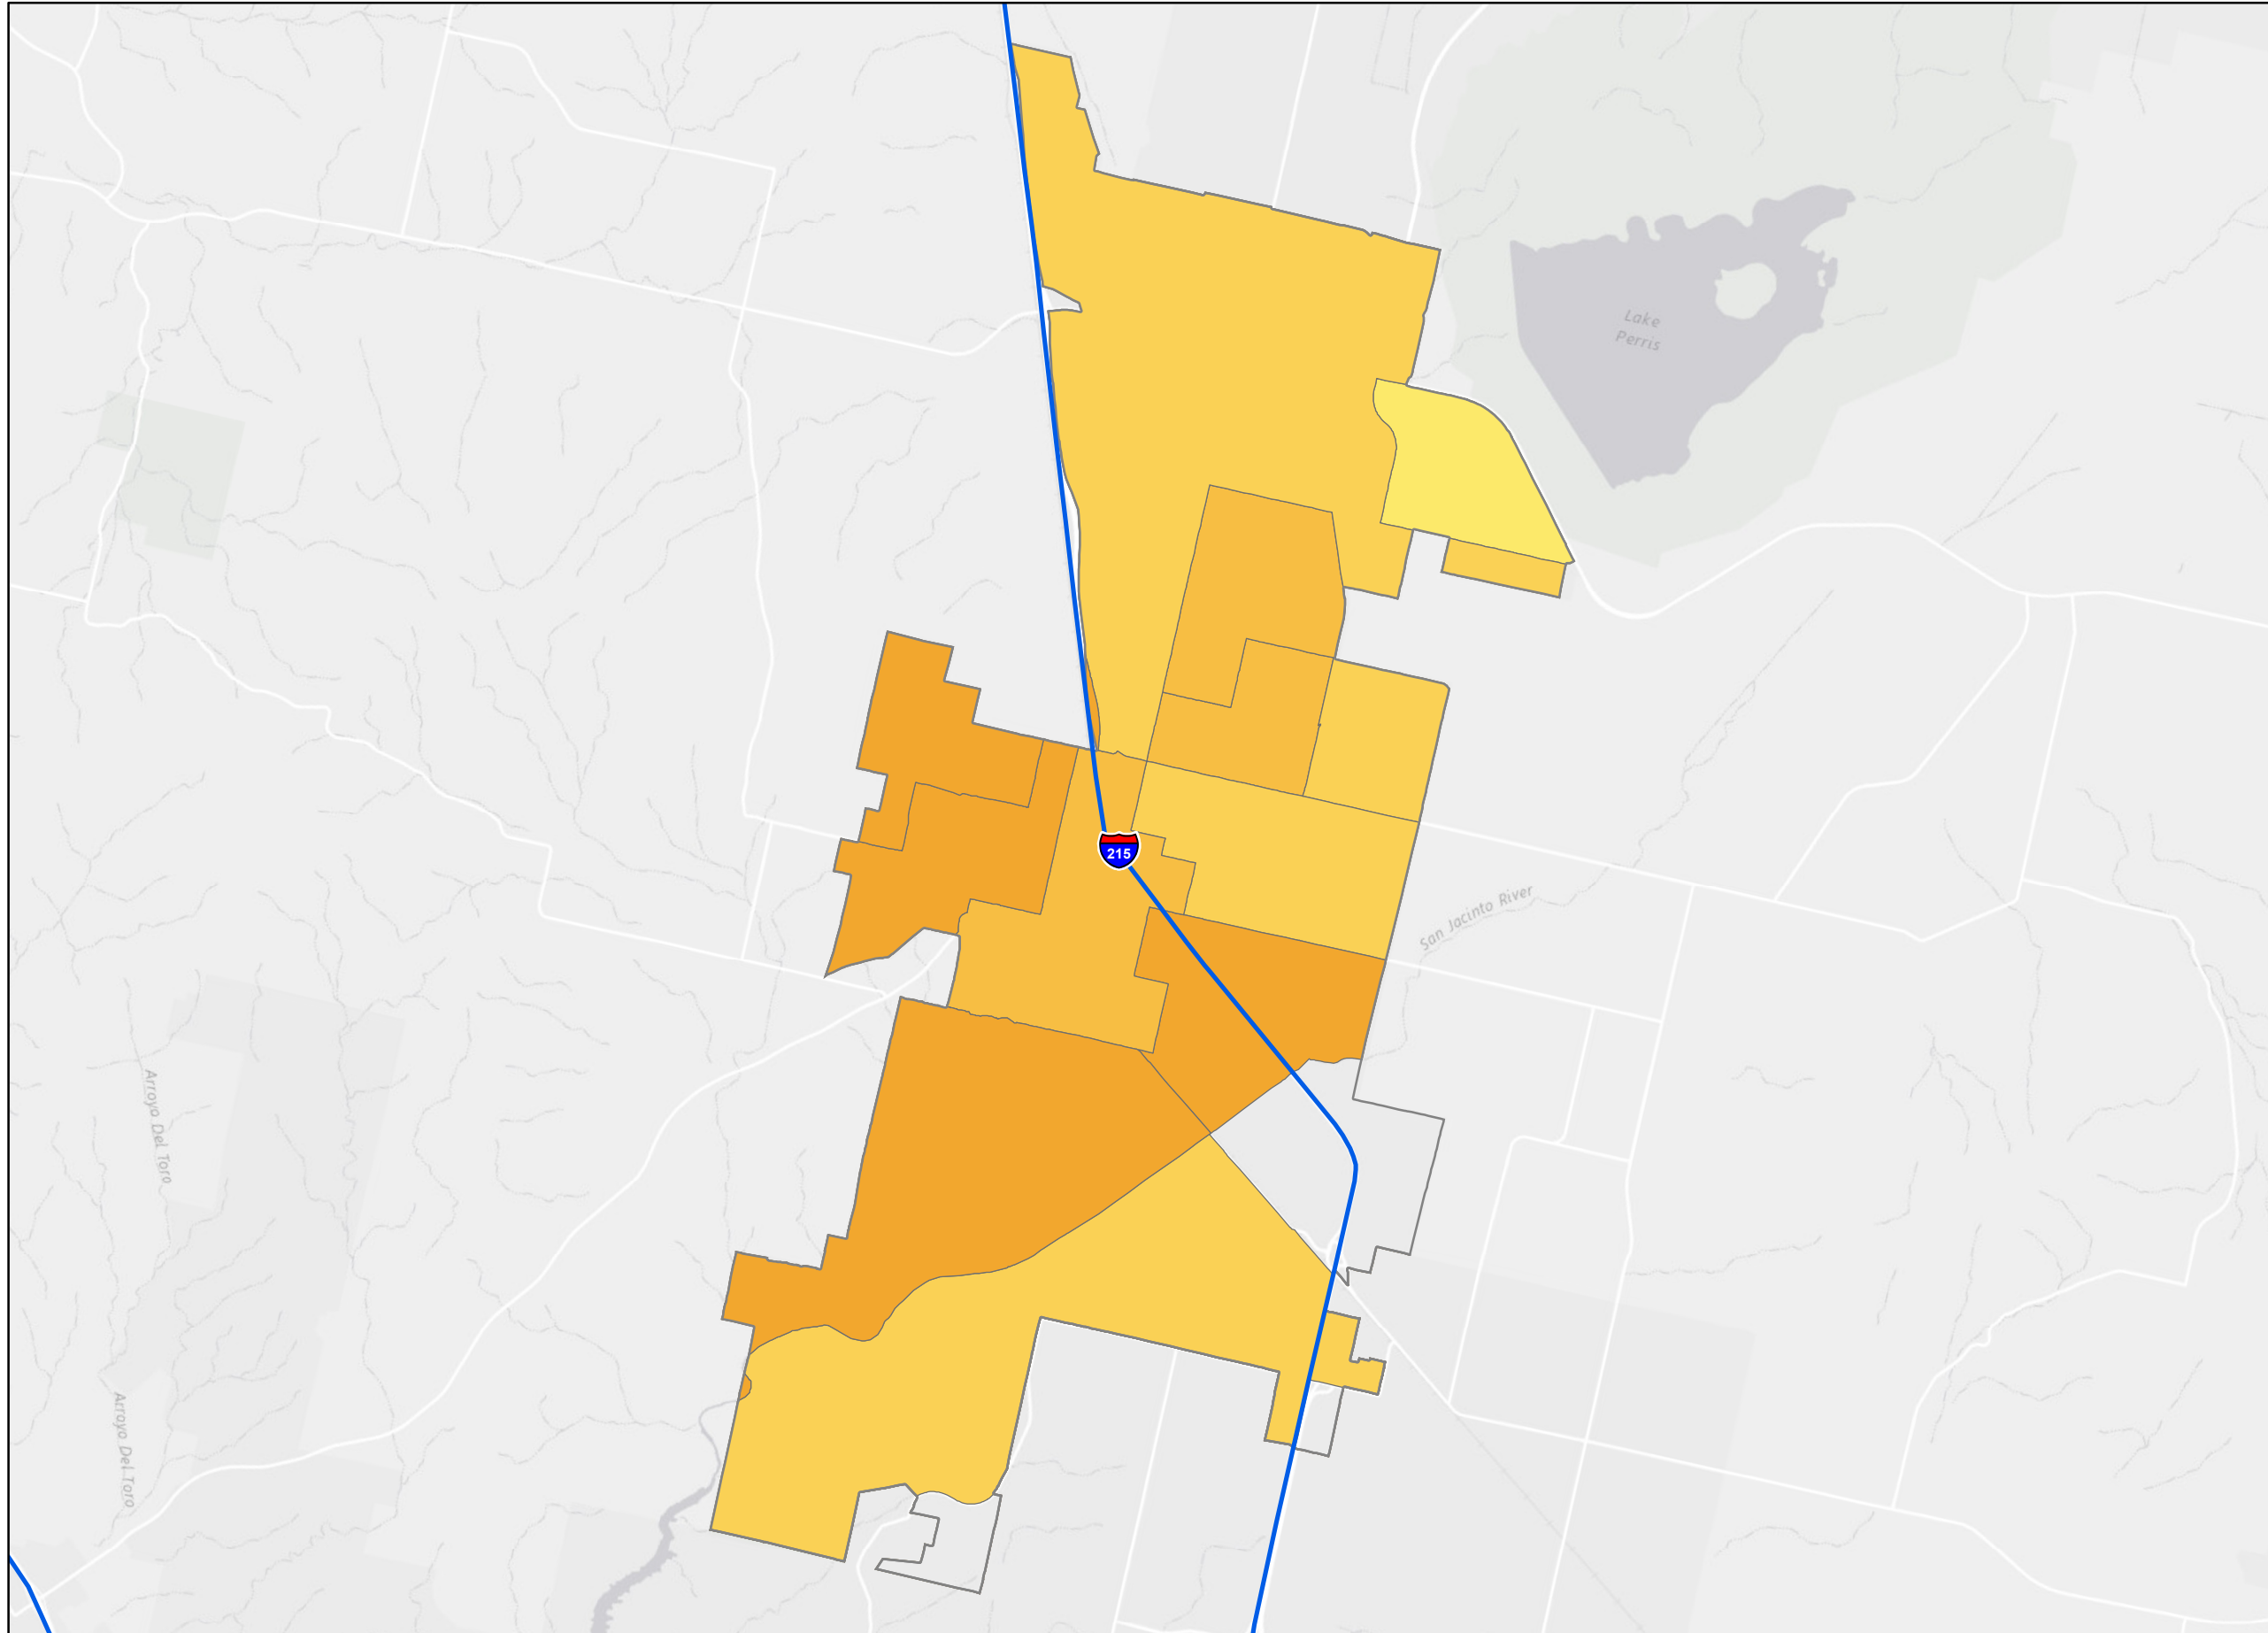 Lake
Perris
215
San Jacinto River
Arroyo Del Toro
Arroyo Del Toro